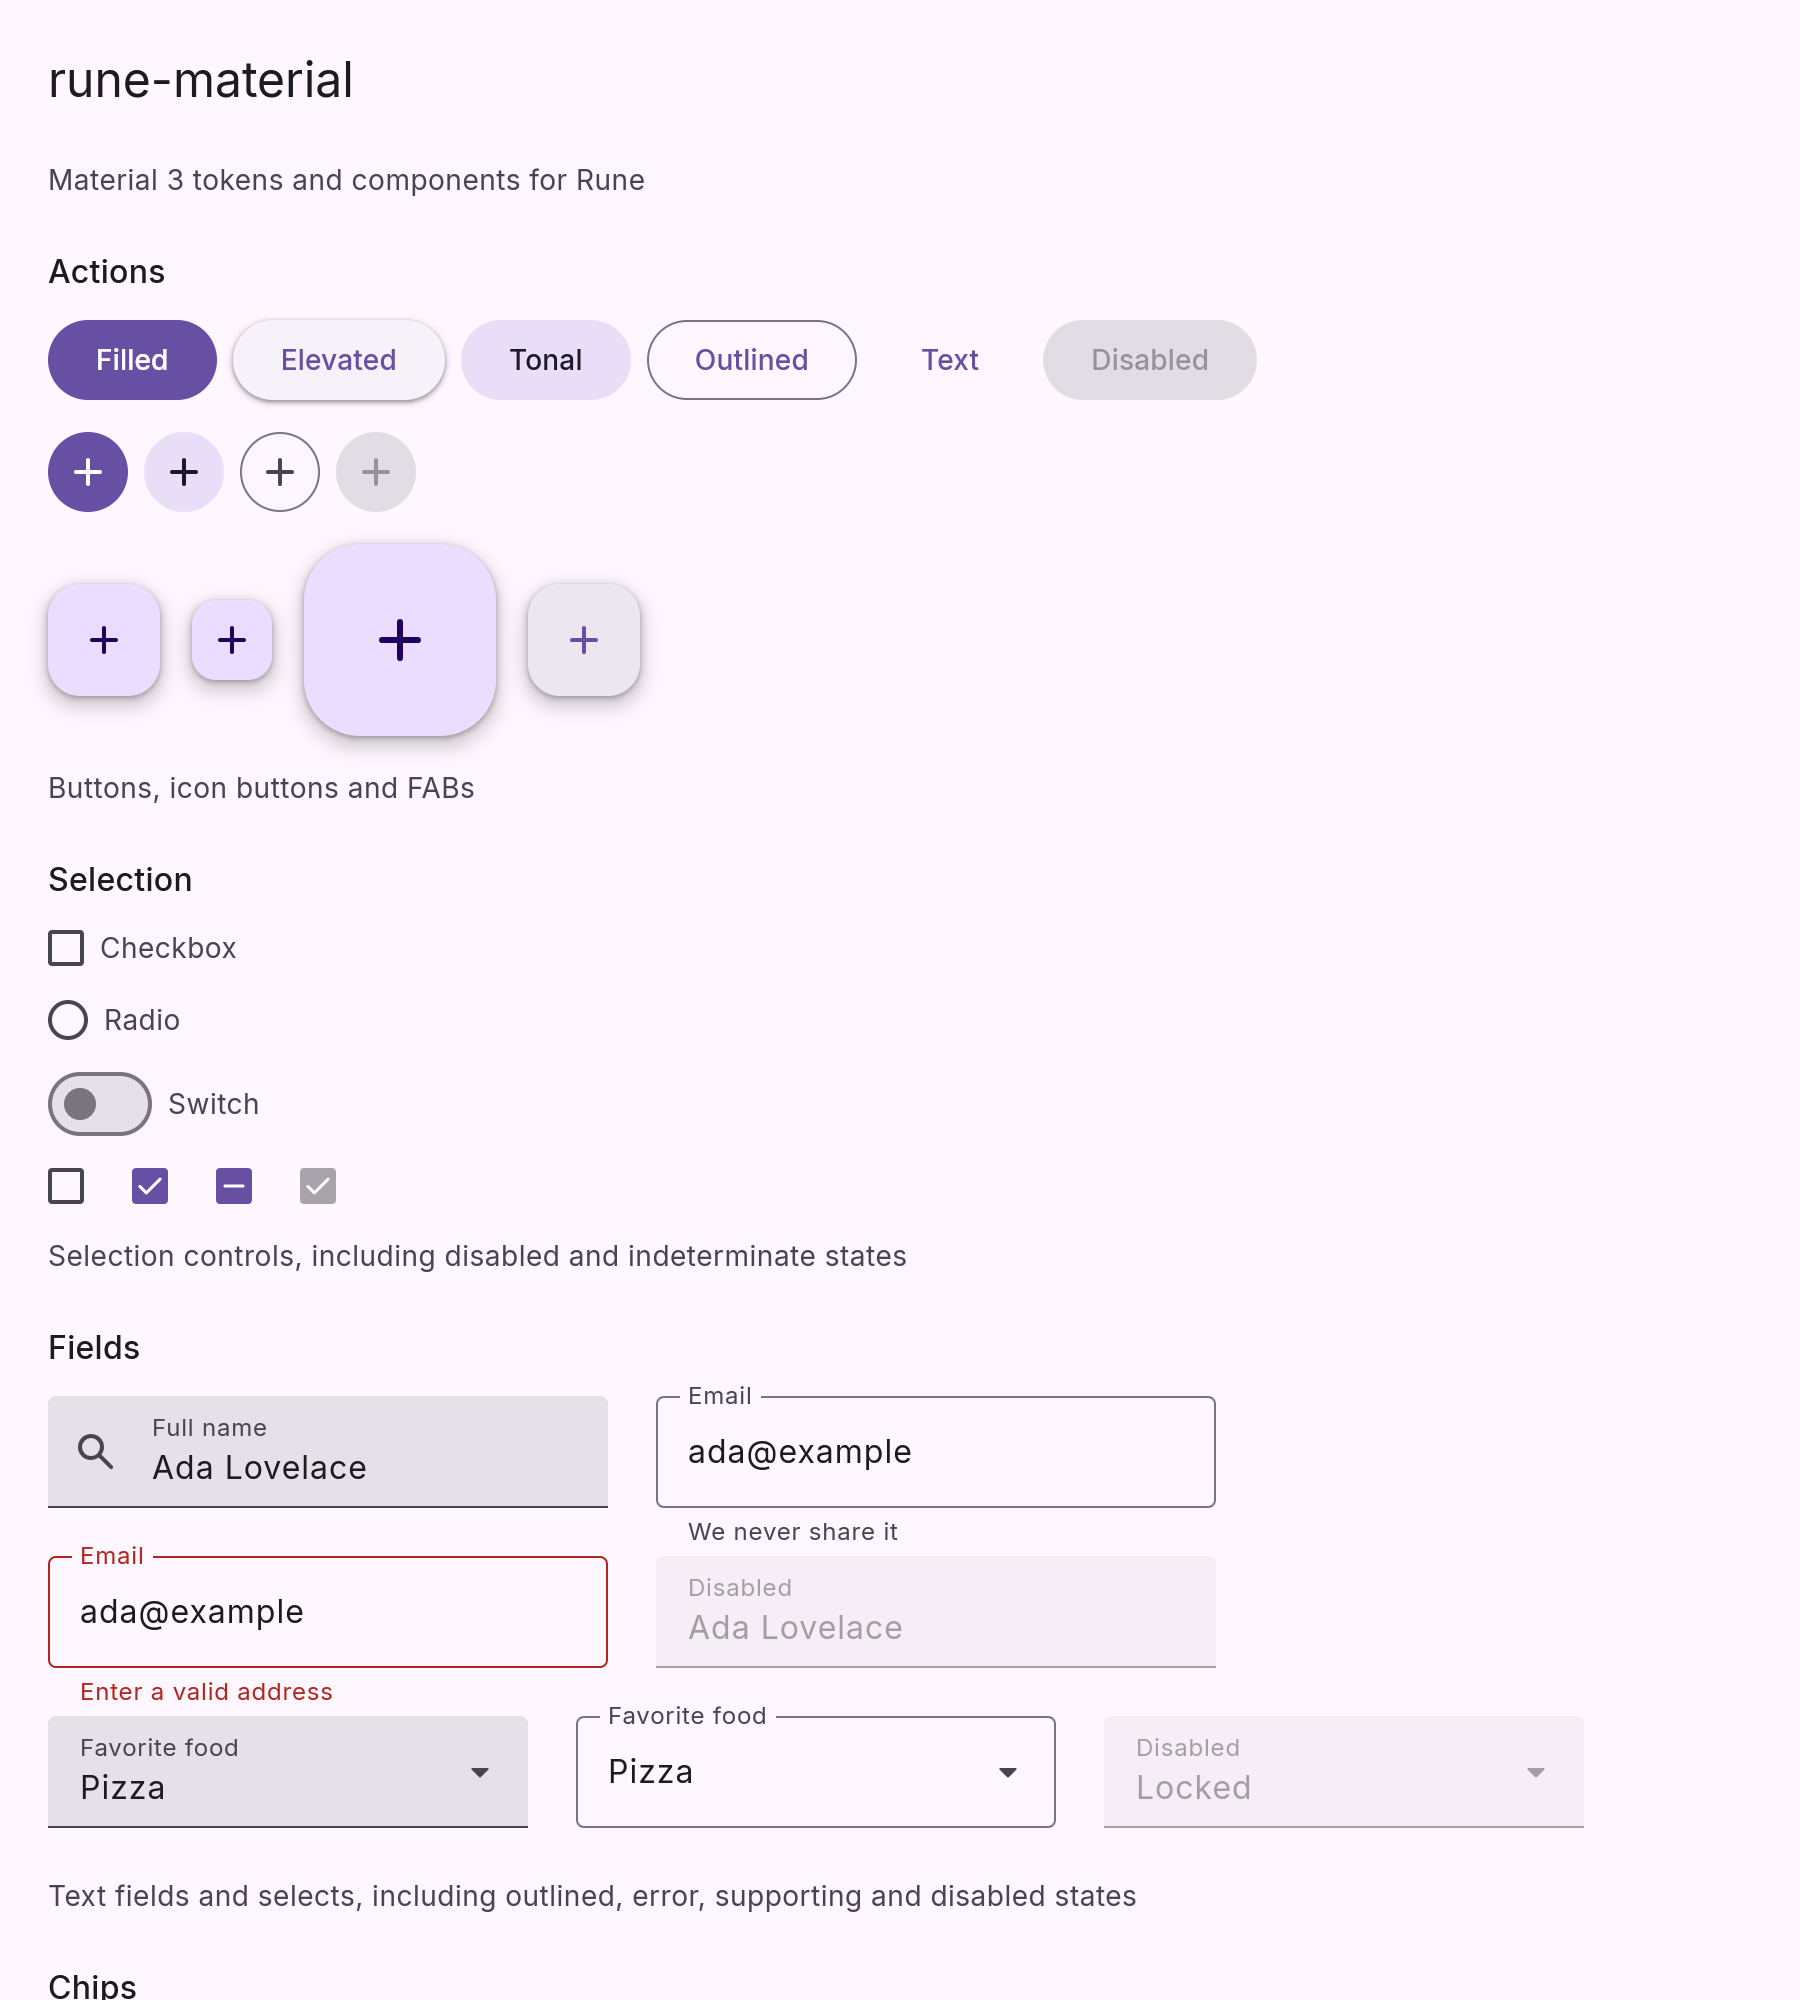 rune-material
Material 3 tokens and components for Rune
Actions
Filled
Elevated
Tonal
Outlined
Text
Disabled
Buttons, icon buttons and FABs
Selection
Checkbox
Radio
Switch
Selection controls, including disabled and indeterminate states
Fields
Full name
Ada Lovelace
Email
ada@example
We never share it
Email
ada@example
Enter a valid address
Disabled
Ada Lovelace
Favorite food
Pizza
Favorite food
Pizza
Disabled
Locked
Text fields and selects, including outlined, error, supporting and disabled states
Chips